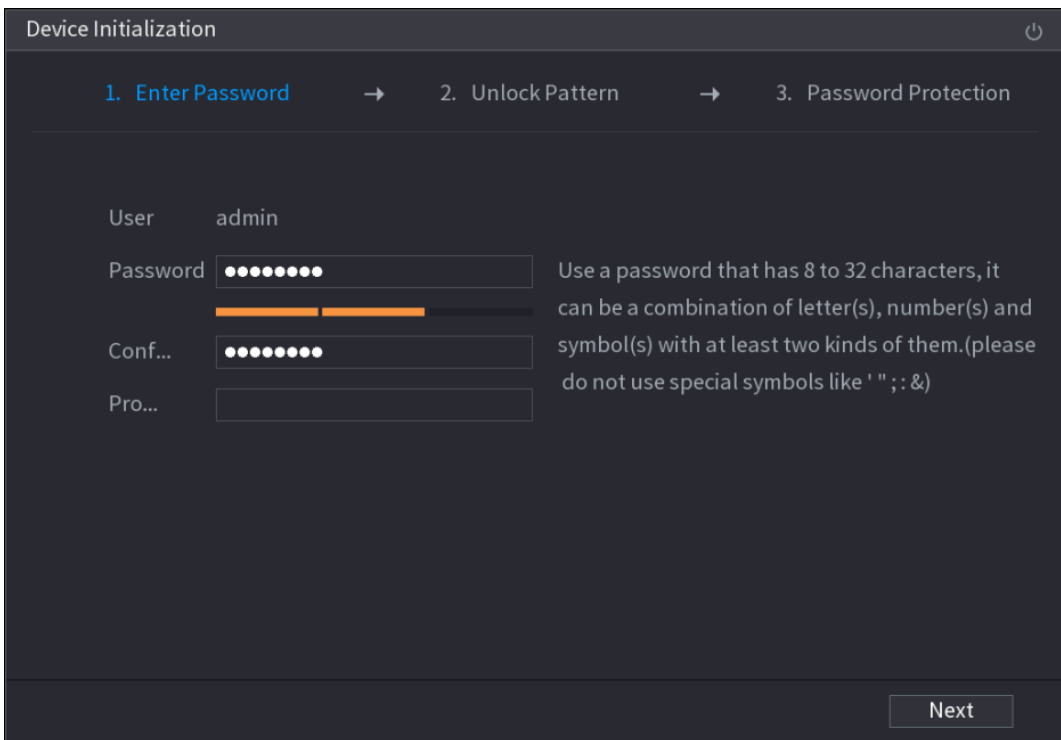 Device Initialization
1. Enter Password → 2. Unlock Pattern → 3. Password Protection
User admin
Password ●●●●●●●●
Use a password that has 8 to 32 characters, it
can be a combination of letter(s), number(s) and
Conf... ●●●●●●●●
symbol(s) with at least two kinds of them.(please
do not use special symbols like ' " ; : &)
Pro...
Next